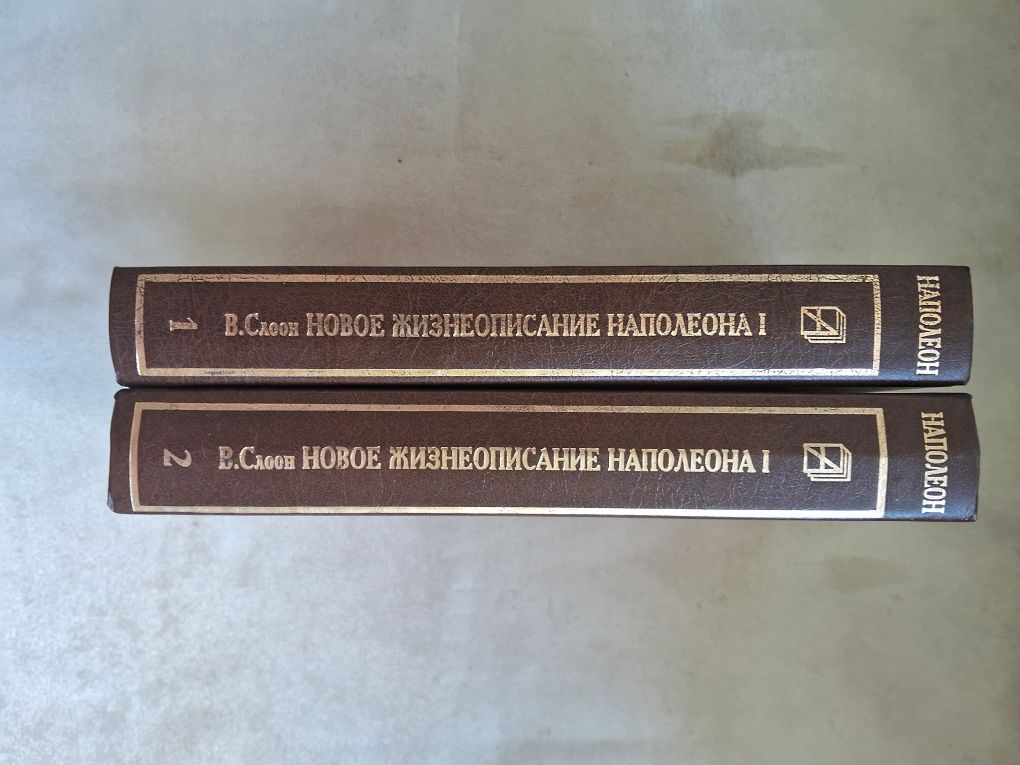 1
В.Слоон НОВОЕ ЖИЗНЕОПИСАНИЕ НАПОЛЕОНА I
НАПОЛЕОН
2
В.Слоон НОВОЕ ЖИЗНЕОПИСАНИЕ НАПОЛЕОНА I
НАПОЛЕОН